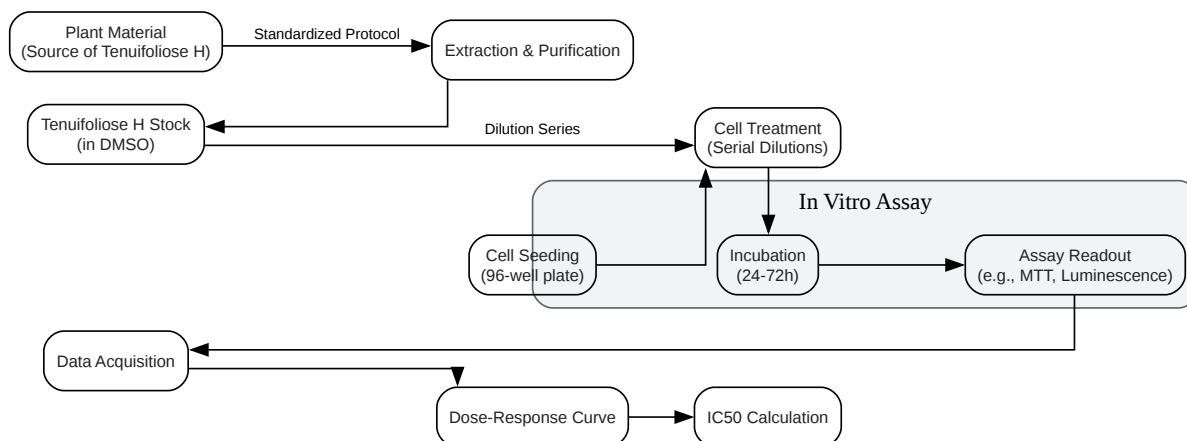 Plant Material
(Source of Tenuifoliose H)
Standardized Protocol
Extraction & Purification
Tenuifoliose H Stock
(in DMSO)
Dilution Series
Cell Treatment
(Serial Dilutions)
In Vitro Assay
Cell Seeding
(96-well plate)
Incubation
(24-72h)
Assay Readout
(e.g., MTT, Luminescence)
Data Acquisition
Dose-Response Curve
IC50 Calculation